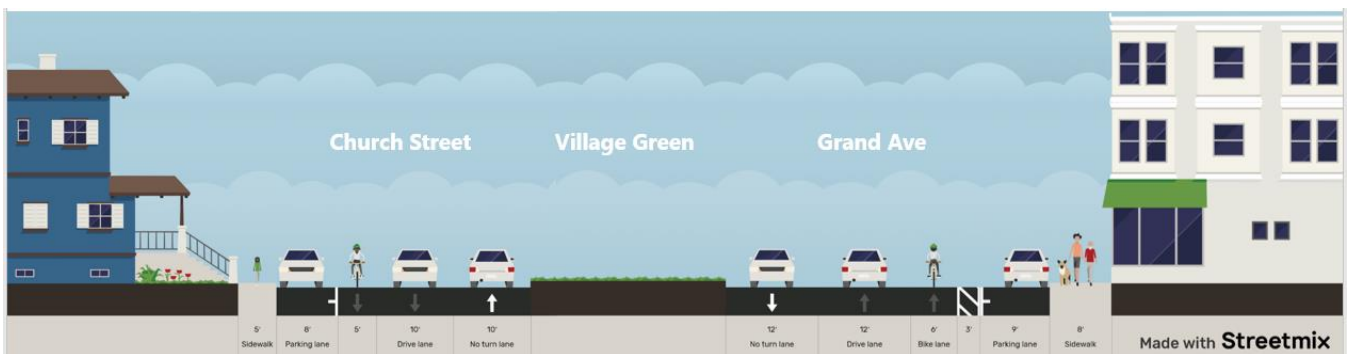 Church Street
Village Green
Grand Ave
5'
Sidewalk
8'
Parking lane
5'
10'
Drive lane
10'
No turn lane
12'
No turn lane
12'
Drive lane
6'
Bike lane
3'
9'
Parking lane
8'
Sidewalk
Made with Streetmix